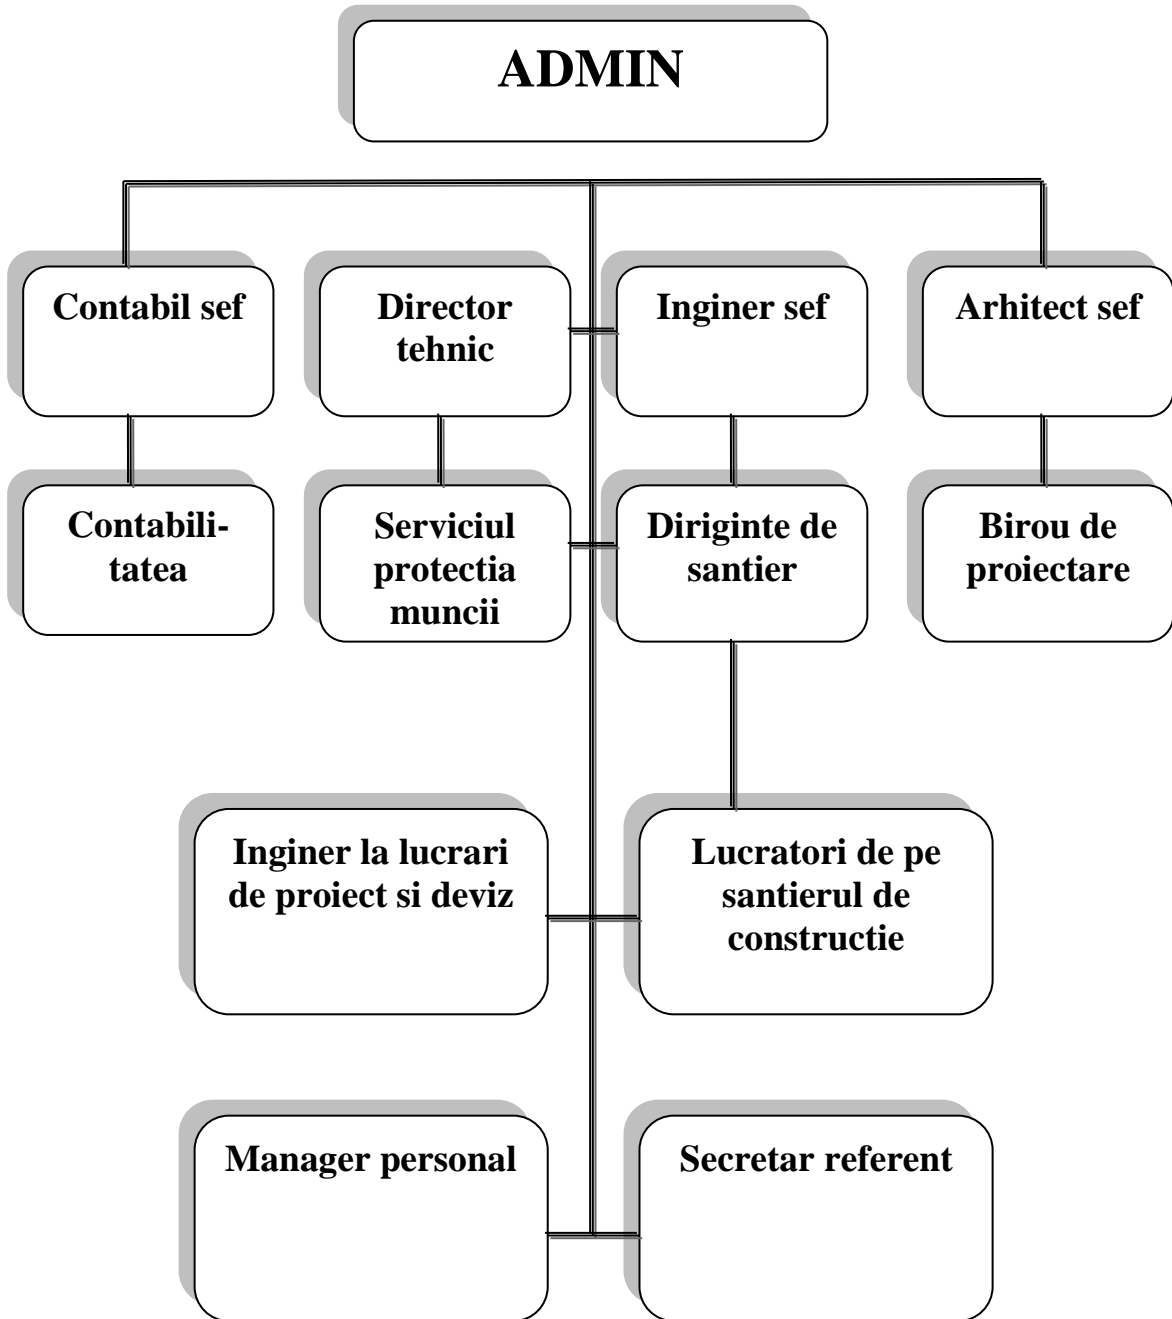 ADMIN
Contabil sef
Director
tehnic
Inginer sef
Arhitect sef
Contabili-
tatea
Serviciul
protectia
muncii
Diriginte de
santier
Birou de
proiectare
Inginer la lucrari
de proiect si deviz
Lucratori de pe
santierul de
constructie
Manager personal
Secretar referent